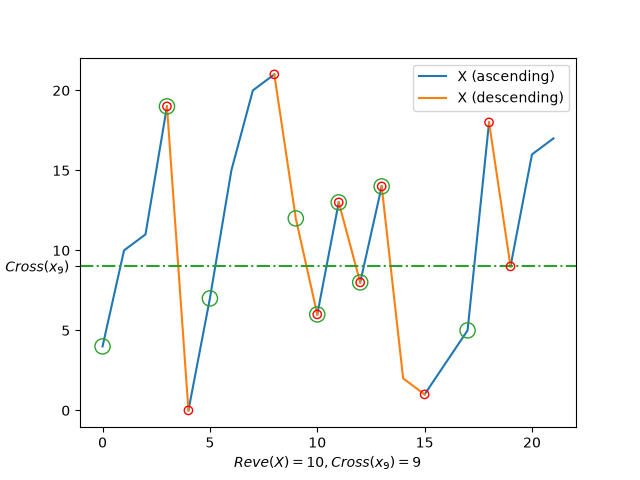 X (ascending)
X (descending)
20
15
10
Cross(x₉)
5
0
0 5 10 15 20
Reve(X) = 10, Cross(x₉) = 9